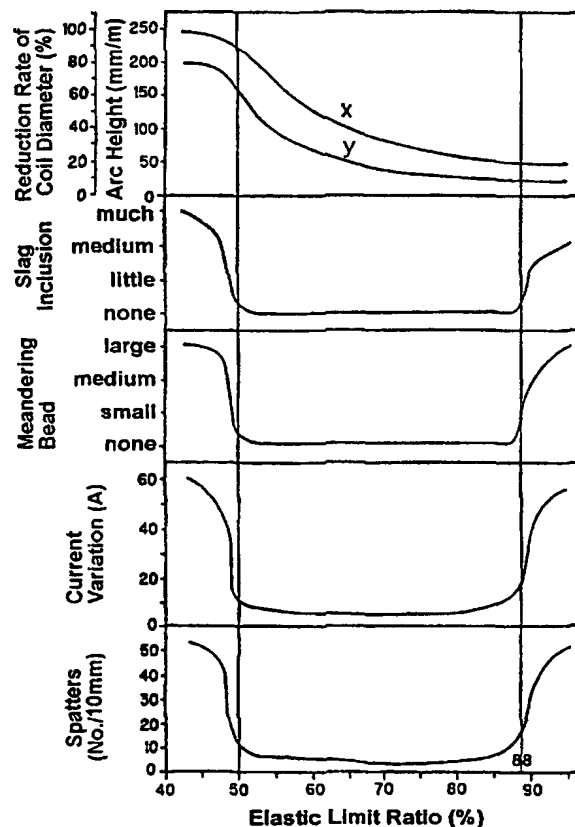 Reduction Rate of
Coil Diameter (%)
100
80
60
40
20
0
Arc Height (mm/m)
250
200
150
100
50
0
x
y
Slag
Inclusion
much
medium
little
none
Meandering
Bead
large
medium
small
none
Current
Variation (A)
60
40
20
0
Spatters
(No./10mm)
50
40
30
20
10
0
88
40
50
60
70
80
90
Elastic Limit Ratio (%)